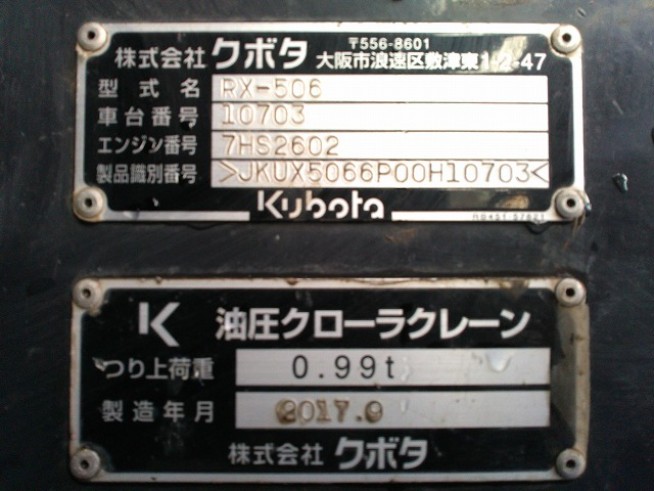 株式会社 クボタ 〒556-8601
大阪市浪速区敷津東1-2-47
型式名 RX-506
車台番号 10703
エンジン番号 7HS2602
製品識別番号 >JKUX5066P00H10703<
Kubota
K 油圧クローラクレーン
つり上荷重 0.99t
製造年月 2017.9
株式会社 クボタ